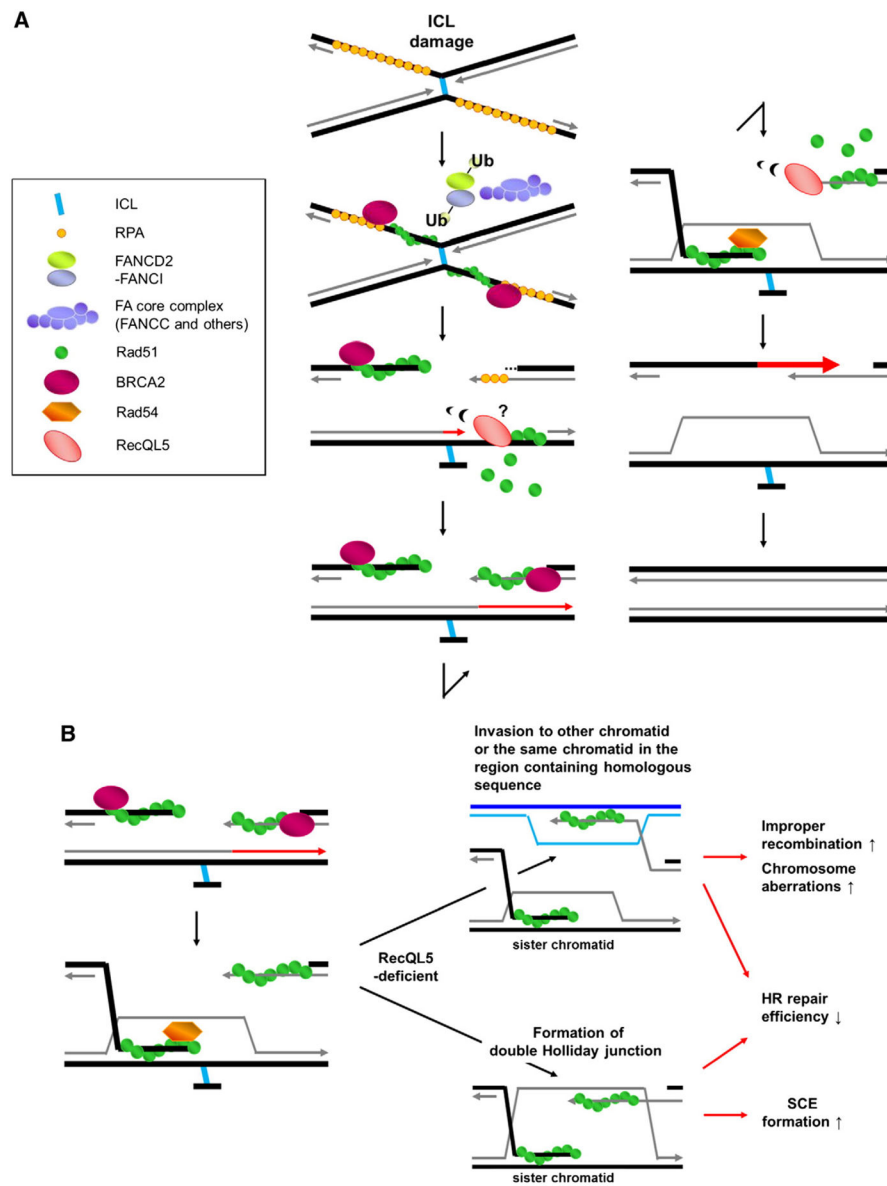 A
ICL
damage
Ub
Ub
ICL
RPA
FANCD2
-FANCI
FA core complex
(FANCC and others)
Rad51
BRCA2
Rad54
RecQL5
...
?
B
RecQL5
-deficient
Invasion to other chromatid
or the same chromatid in the
region containing homologous
sequence
sister chromatid
Formation of
double Holliday junction
sister chromatid
Improper
recombination ↑
Chromosome
aberrations ↑
HR repair
efficiency ↓
SCE
formation ↑